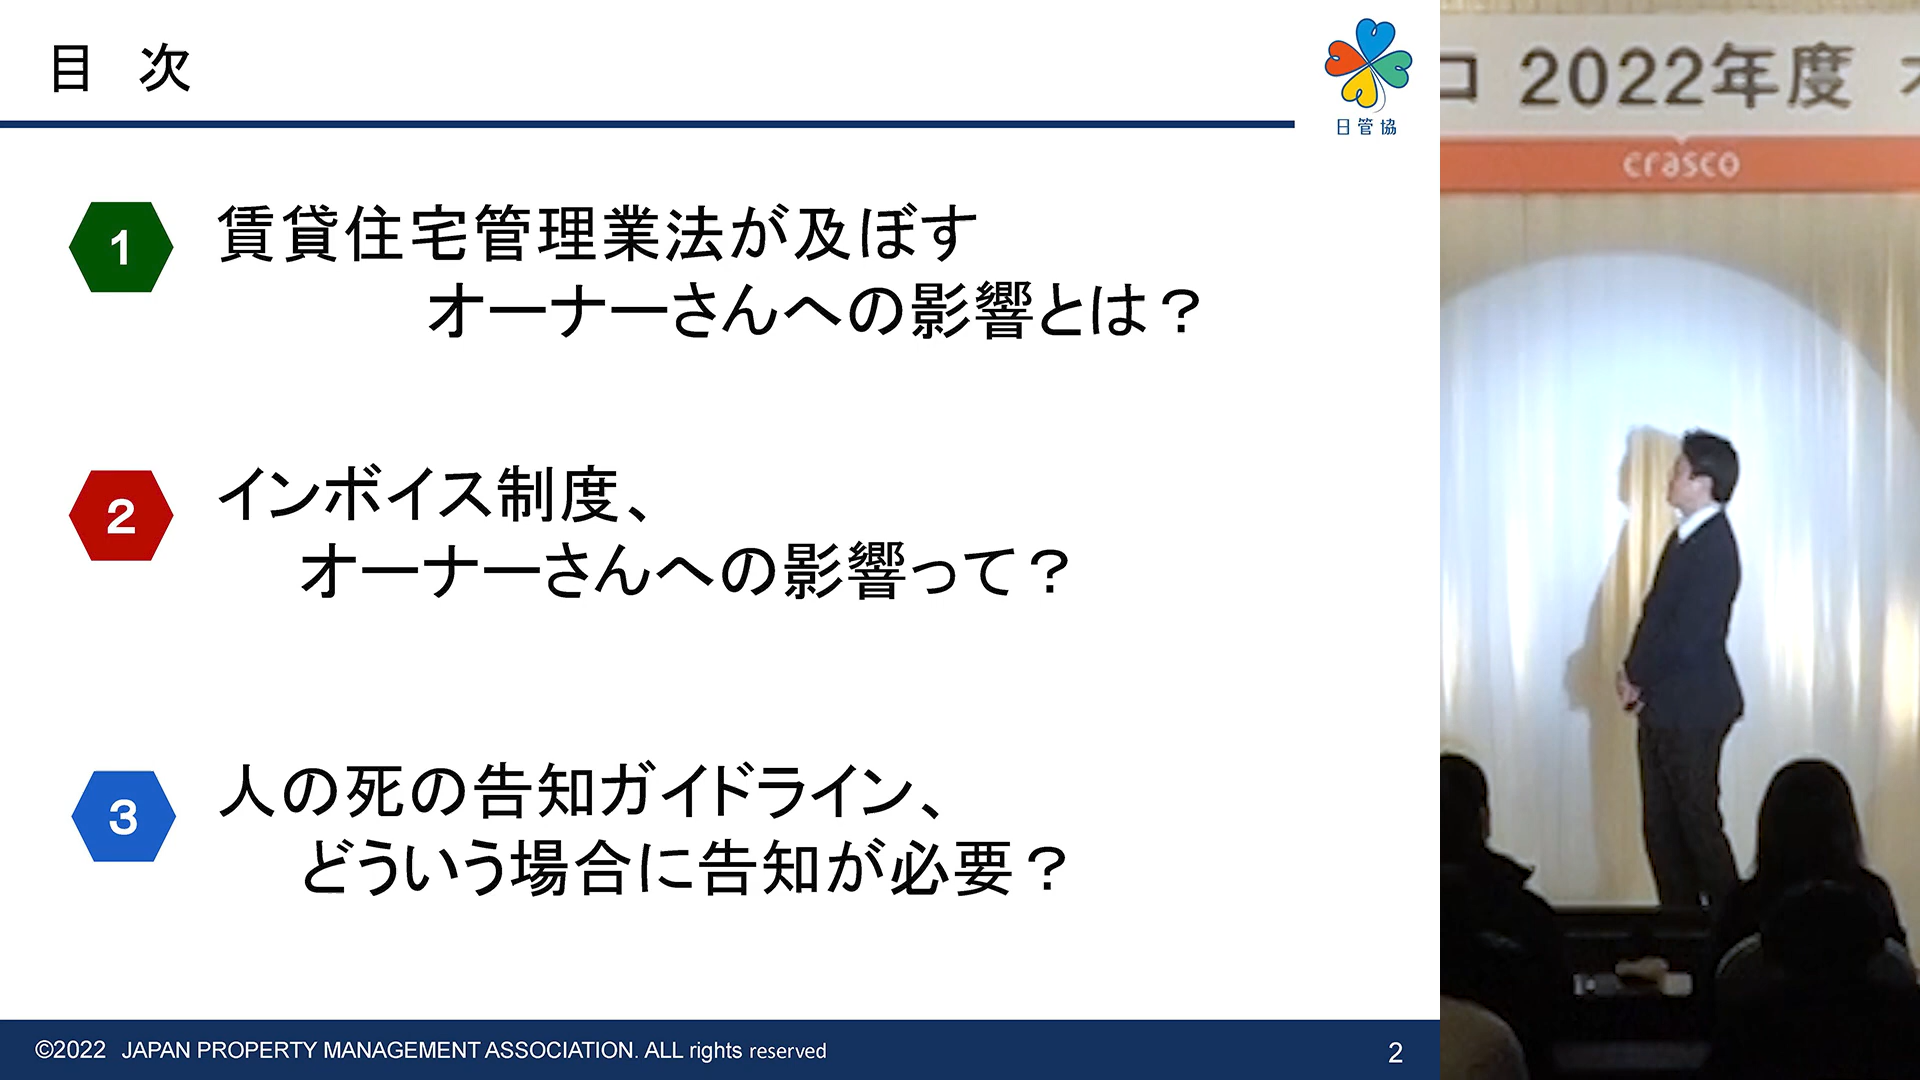 目　次
日管協
1
賃貸住宅管理業法が及ぼす
オーナーさんへの影響とは？
2
インボイス制度、
オーナーさんへの影響って？
3
人の死の告知ガイドライン、
どういう場合に告知が必要？
©2022 JAPAN PROPERTY MANAGEMENT ASSOCIATION. ALL rights reserved
2
コ 2022年度 オ
crasco